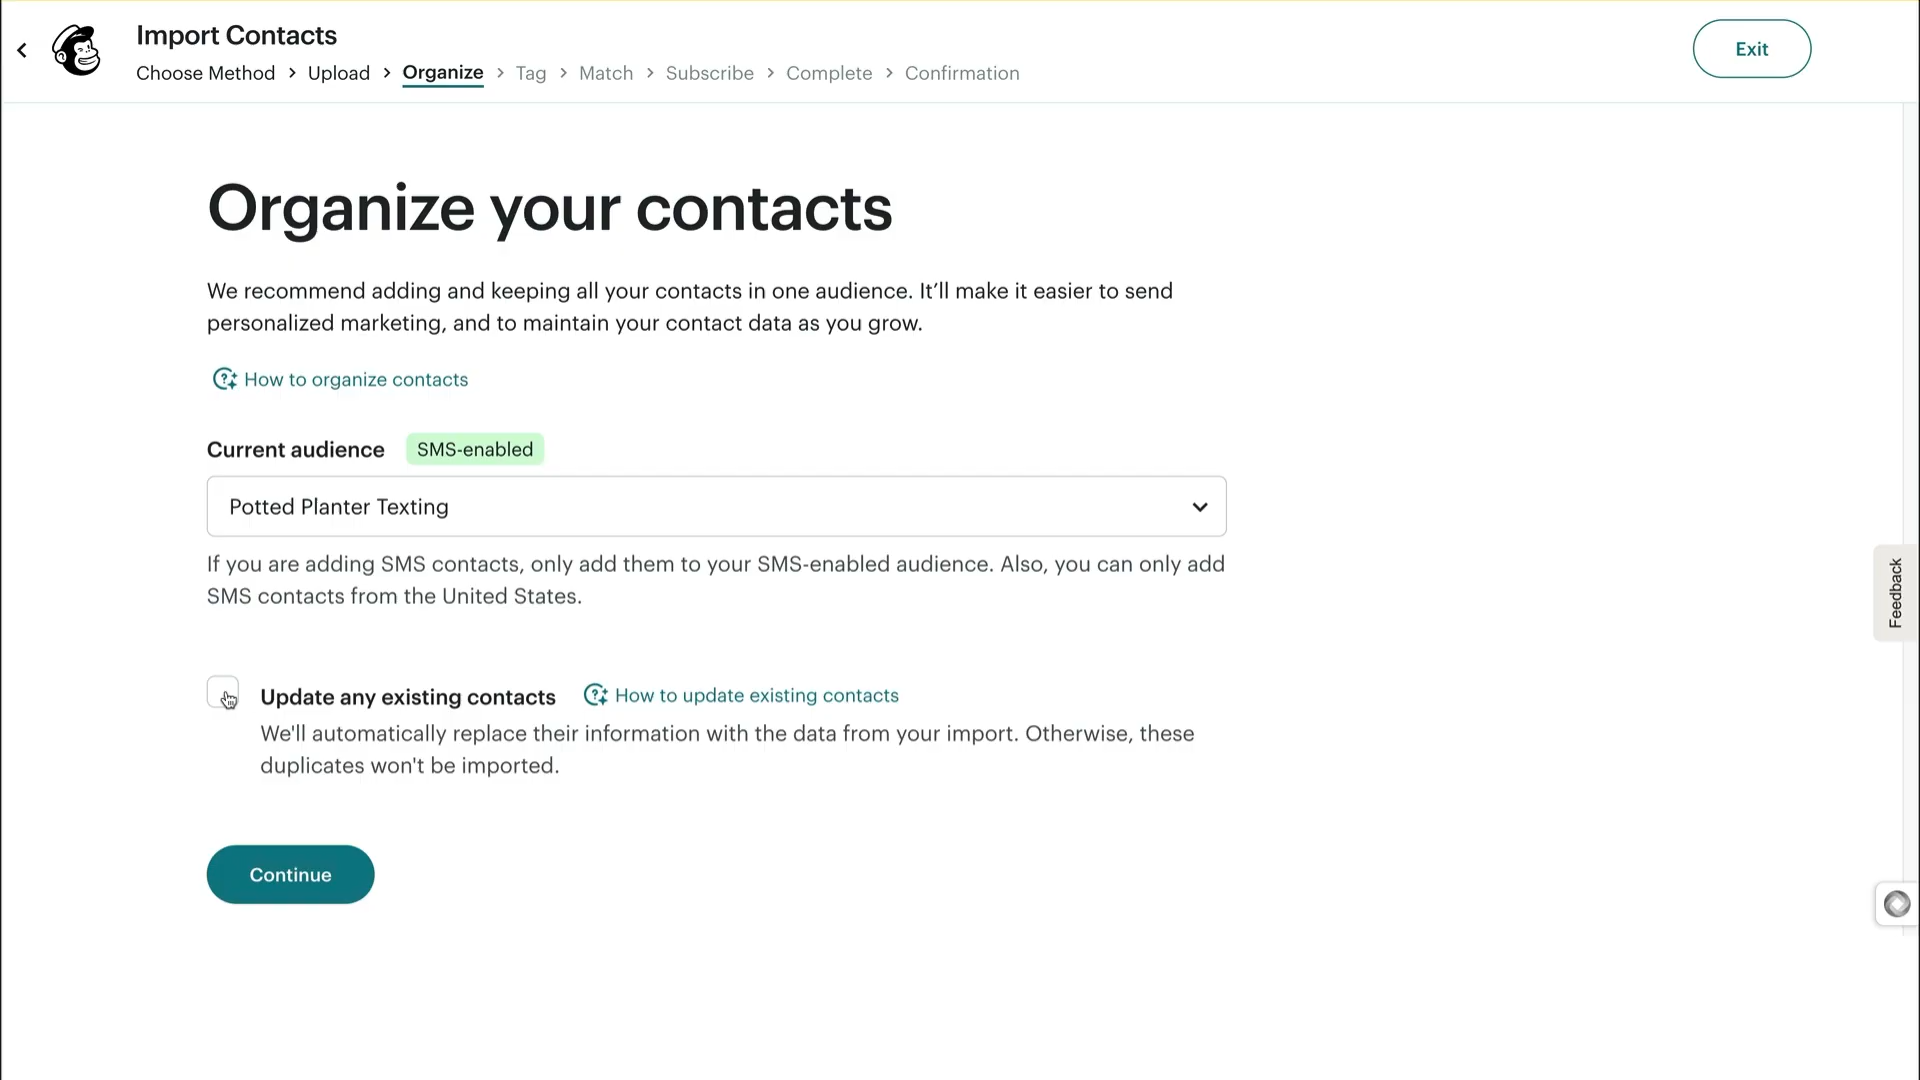 Import Contacts
Exit
Choose Method > Upload > Organize > Tag > Match > Subscribe > Complete > Confirmation
Organize your contacts
We recommend adding and keeping all your contacts in one audience. It’ll make it easier to send
personalized marketing, and to maintain your contact data as you grow.
How to organize contacts
Current audience SMS-enabled
Potted Planter Texting
If you are adding SMS contacts, only add them to your SMS-enabled audience. Also, you can only add
SMS contacts from the United States.
Feedback
Update any existing contacts How to update existing contacts
We'll automatically replace their information with the data from your import. Otherwise, these
duplicates won't be imported.
Continue